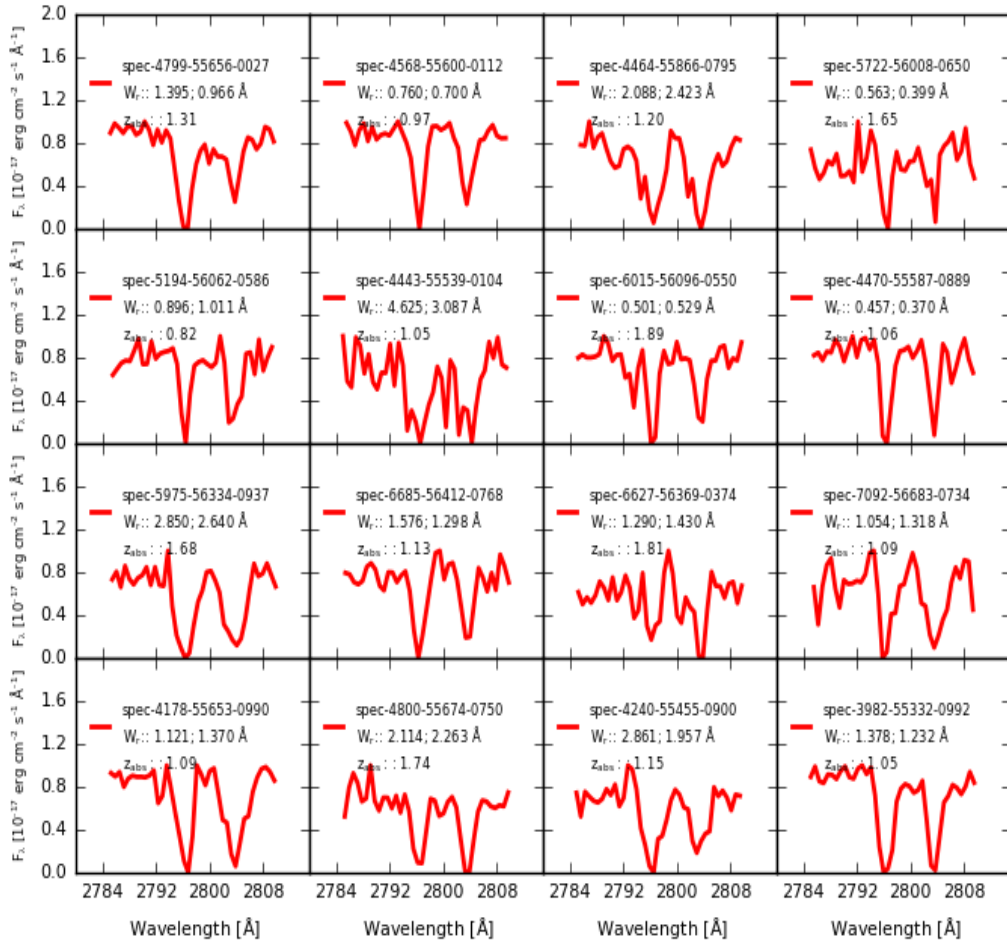 2.0
1.6
1.2
0.8
0.4
0.0
F_λ [10⁻¹⁷ erg cm⁻² s⁻¹ Å⁻¹]
spec-4799-55656-0027
W_r:: 1.395; 0.966 Å
z_abs : : 1.31
spec-4568-55600-0112
W_r:: 0.760; 0.700 Å
z_abs : : 0.97
spec-4464-55866-0795
W_r:: 2.088; 2.423 Å
z_abs : : 1.20
spec-5722-56008-0650
W_r:: 0.563; 0.399 Å
z_abs : : 1.65
1.6
1.2
0.8
0.4
0.0
F_λ [10⁻¹⁷ erg cm⁻² s⁻¹ Å⁻¹]
spec-5194-56062-0586
W_r:: 0.896; 1.011 Å
z_abs : : 0.82
spec-4443-55539-0104
W_r:: 4.625; 3.087 Å
z_abs : : 1.05
spec-6015-56096-0550
W_r:: 0.501; 0.529 Å
z_abs : : 1.89
spec-4470-55587-0889
W_r:: 0.457; 0.370 Å
z_abs : : 1.06
1.6
1.2
0.8
0.4
0.0
F_λ [10⁻¹⁷ erg cm⁻² s⁻¹ Å⁻¹]
spec-5975-56334-0937
W_r:: 2.850; 2.640 Å
z_abs : : 1.68
spec-6685-56412-0768
W_r:: 1.576; 1.298 Å
z_abs : : 1.13
spec-6627-56369-0374
W_r:: 1.290; 1.430 Å
z_abs : : 1.81
spec-7092-56683-0734
W_r:: 1.054; 1.318 Å
z_abs : : 1.09
1.6
1.2
0.8
0.4
0.0
F_λ [10⁻¹⁷ erg cm⁻² s⁻¹ Å⁻¹]
spec-4178-55653-0990
W_r:: 1.121; 1.370 Å
z_abs : : 1.09
spec-4800-55674-0750
W_r:: 2.114; 2.263 Å
z_abs : : 1.74
spec-4240-55455-0900
W_r:: 2.861; 1.957 Å
z_abs : : 1.15
spec-3982-55332-0992
W_r:: 1.378; 1.232 Å
z_abs : : 1.05
2784 2792 2800 2808 2784 2792 2800 2808 2784 2792 2800 2808 2784 2792 2800 2808
Wavelength [Å] Wavelength [Å] Wavelength [Å] Wavelength [Å]